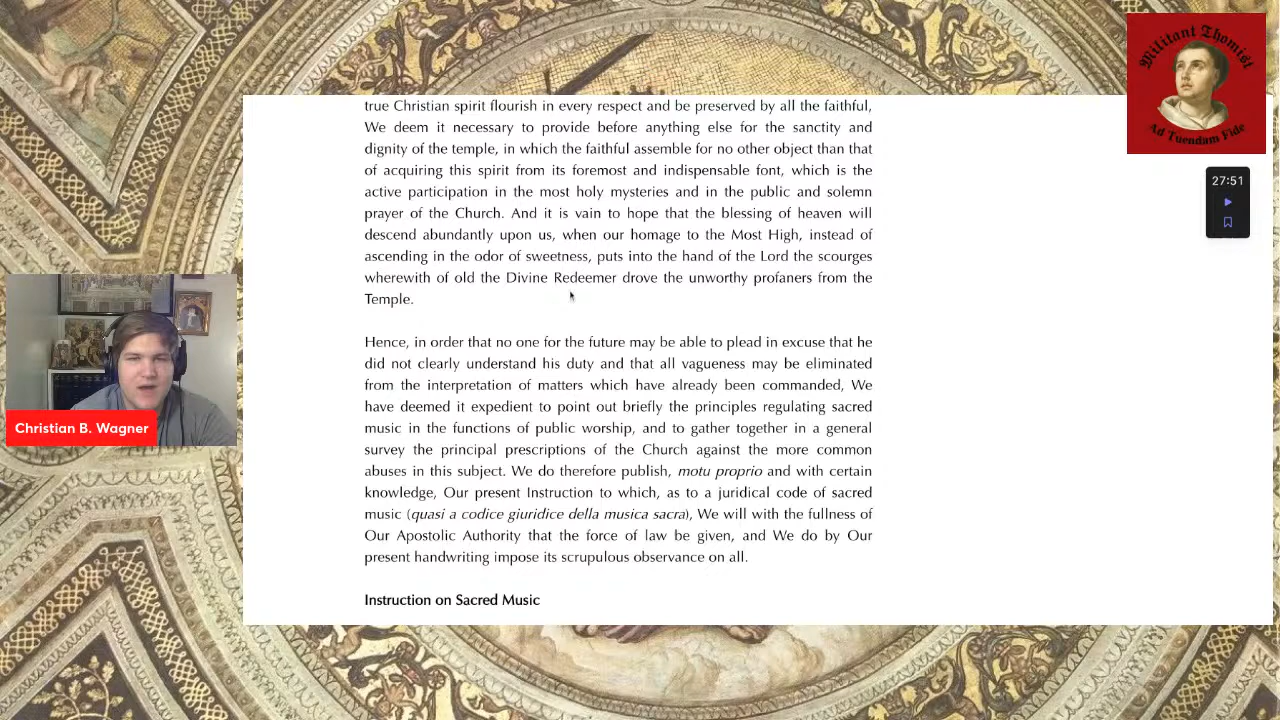 Militant Thomist
Ad Tuendam Fide
27:51
true Christian spirit flourish in every respect and be preserved by all the faithful,
We deem it necessary to provide before anything else for the sanctity and
dignity of the temple, in which the faithful assemble for no other object than that
of acquiring this spirit from its foremost and indispensable font, which is the
active participation in the most holy mysteries and in the public and solemn
prayer of the Church. And it is vain to hope that the blessing of heaven will
descend abundantly upon us, when our homage to the Most High, instead of
ascending in the odor of sweetness, puts into the hand of the Lord the scourges
wherewith of old the Divine Redeemer drove the unworthy profaners from the
Temple.
Hence, in order that no one for the future may be able to plead in excuse that he
did not clearly understand his duty and that all vagueness may be eliminated
from the interpretation of matters which have already been commanded, We
have deemed it expedient to point out briefly the principles regulating sacred
music in the functions of public worship, and to gather together in a general
survey the principal prescriptions of the Church against the more common
abuses in this subject. We do therefore publish, motu proprio and with certain
knowledge, Our present Instruction to which, as to a juridical code of sacred
music (quasi a codice giuridice della musica sacra), We will with the fullness of
Our Apostolic Authority that the force of law be given, and We do by Our
present handwriting impose its scrupulous observance on all.
Instruction on Sacred Music
Christian B. Wagner